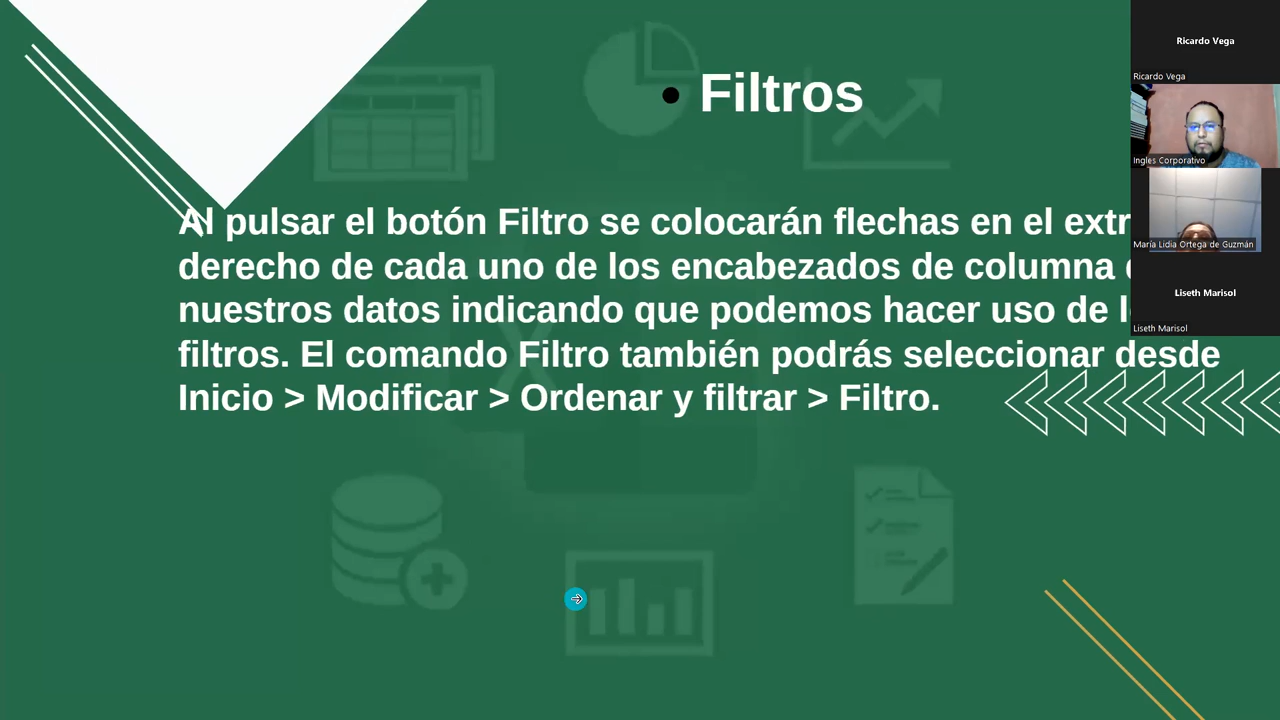 Filtros
Al pulsar el botón Filtro se colocarán flechas en el
derecho de cada uno de los encabezados de columna
nuestros datos indicando que podemos hacer uso de
filtros. El comando Filtro también podrás seleccionar desde
Inicio > Modificar > Ordenar y filtrar > Filtro.
Ricardo Vega
Ricardo Vega
Ingles Corporativo
María Lidia Ortega de Guzmán
Liseth Marisol
Liseth Marisol